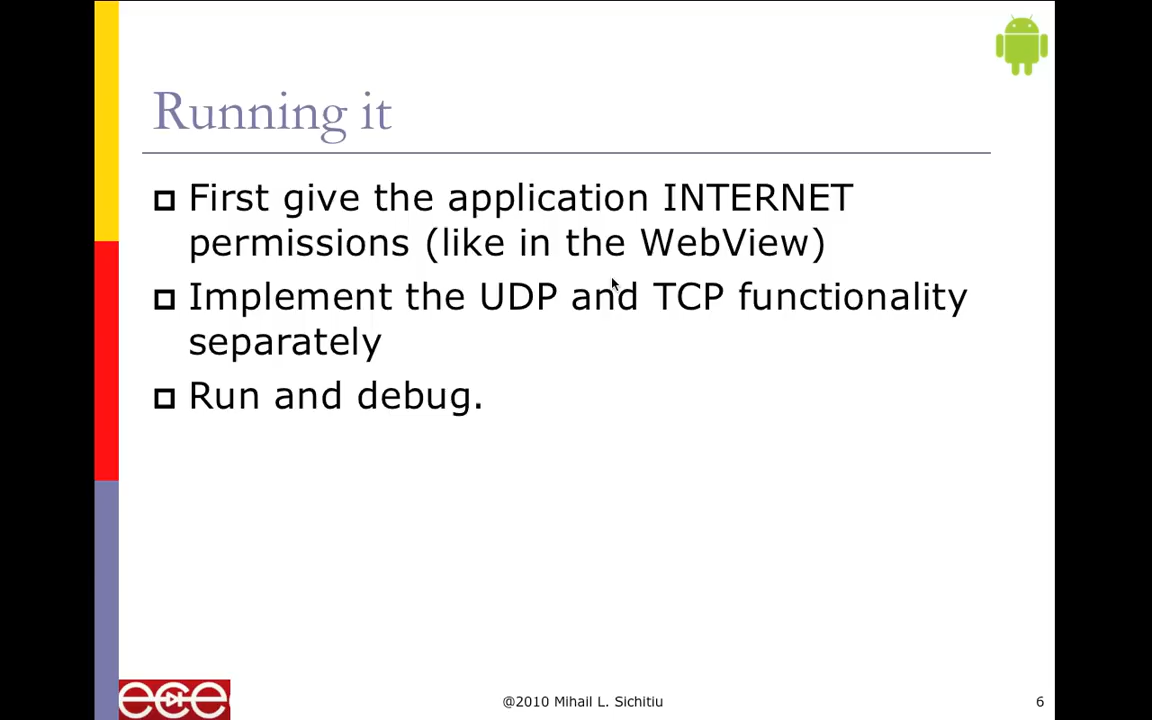 Running it
First give the application INTERNET
permissions (like in the WebView)
Implement the UDP and TCP functionality
separately
Run and debug.
ece
@2010 Mihail L. Sichitiu
6